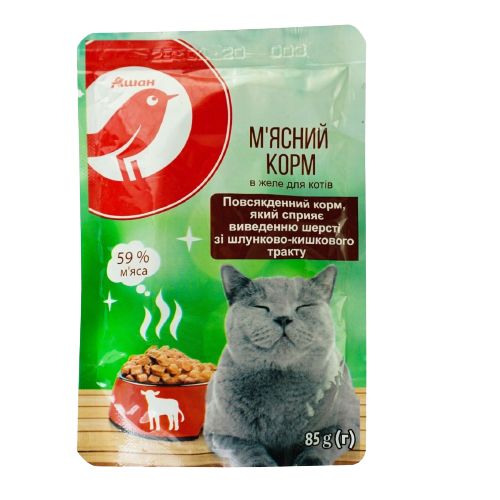 Ашан
М'ЯСНИЙ
КОРМ
в желе для котів
Повсякденний корм,
який сприяє
виведенню шерсті
зі шлунково-кишкового
тракту
59 %
м'яса
85 g (г)